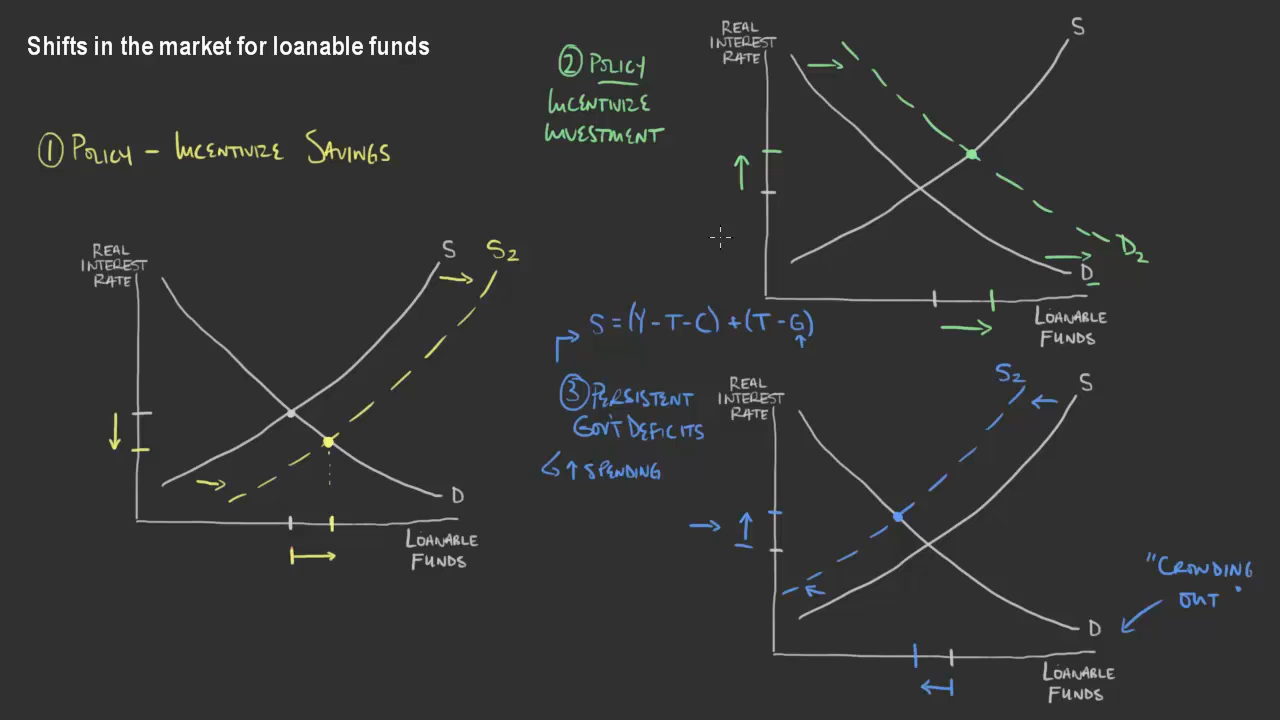 Shifts in the market for loanable funds
① POLICY – INCENTIVIZE SAVINGS
REAL
INTEREST
RATE
S
S₂
D
LOANABLE
FUNDS
② POLICY
INCENTIVIZE
INVESTMENT
REAL
INTEREST
RATE
S
D₂
D
LOANABLE
FUNDS
S = (Y – T – C) + (T – G)
③ PERSISTENT
GOV'T DEFICITS
↑ SPENDING
REAL
INTEREST
RATE
S₂
S
D
LOANABLE
FUNDS
"CROWDING
OUT"